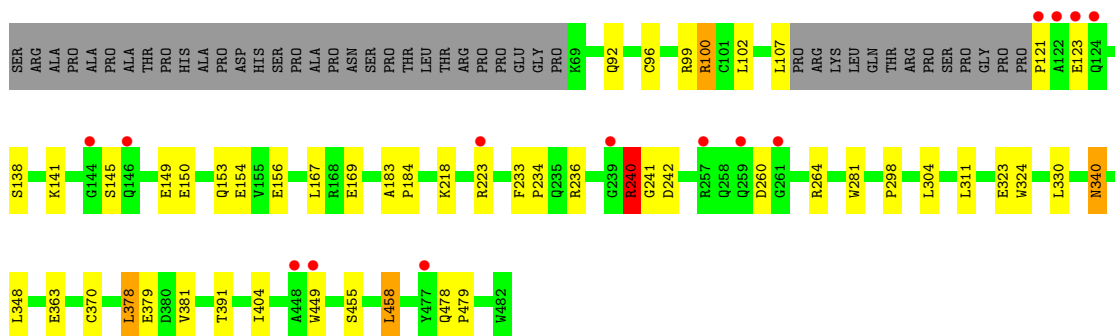 SER ARG ALA PRO ALA PRO ALA THR PRO HIS ALA PRO ASP HIS SER PRO ALA PRO ASN SER PRO THR LEU THR ARG PRO PRO GLU GLY PRO K69 Q92 C96 R99 R100 C101 L102 L107 PRO ARG LYS LEU GLN THR ARG PRO SER PRO GLY PRO PRO P121 A122 E123 Q124
S138 K141 G144 S145 Q146 E149 E150 Q153 E154 V155 E156 L167 R168 E169 A183 P184 K218 R223 F233 P234 Q235 R236 G239 R240 G241 D242 R257 Q258 Q259 D260 G261 R264 W281 P298 L304 L311 E323 W324 L330 N340
L348 E363 C370 L378 E379 D380 V381 T391 I404 A448 W449 S455 L458 Y477 Q478 P479 W482